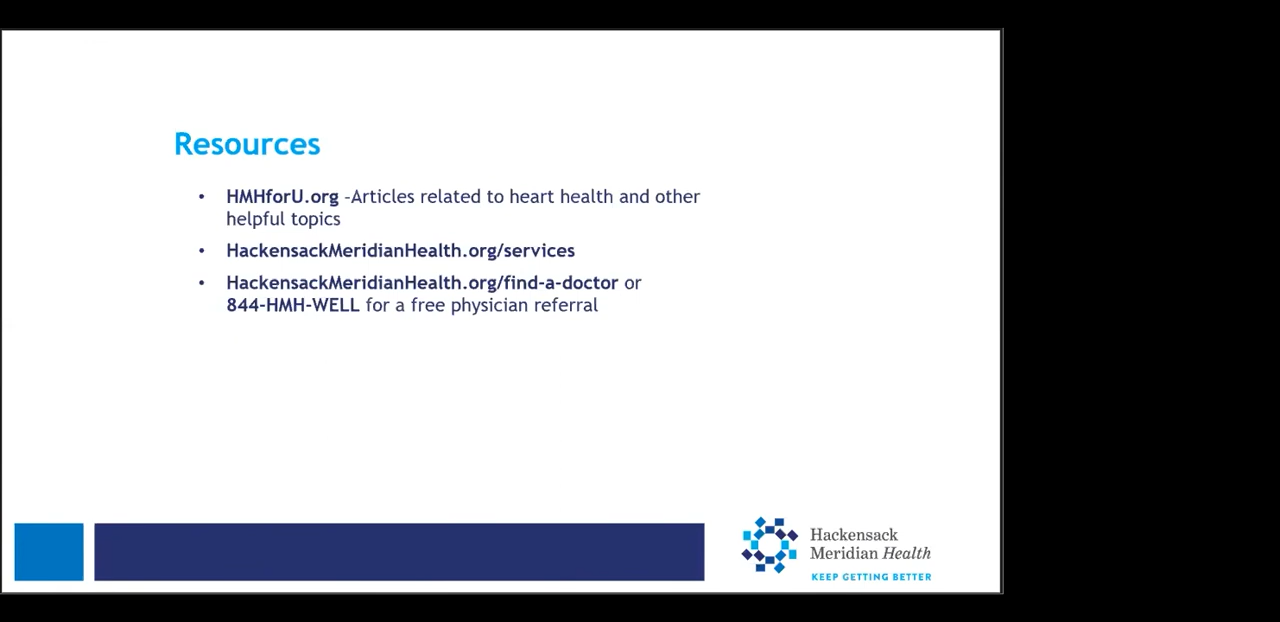 Resources
• HMHforU.org –Articles related to heart health and other
helpful topics
• HackensackMeridianHealth.org/services
• HackensackMeridianHealth.org/find-a-doctor or
844-HMH-WELL for a free physician referral
Hackensack
Meridian Health
KEEP GETTING BETTER